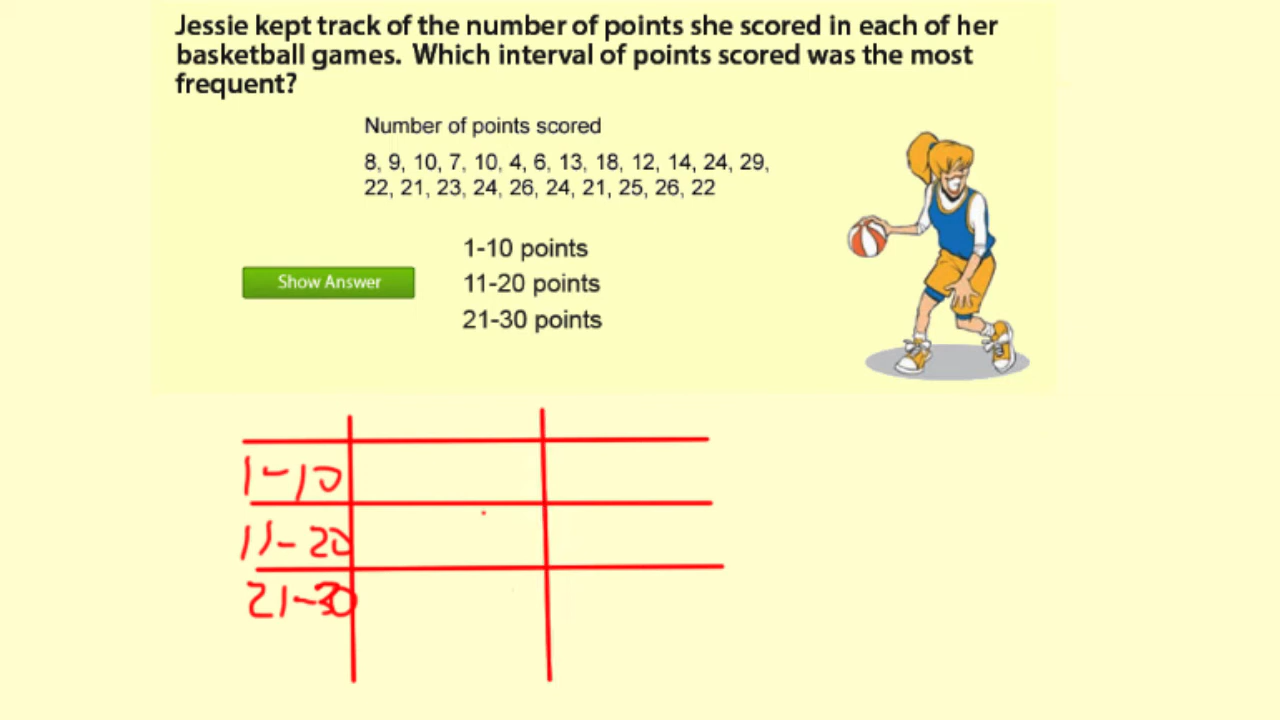 Jessie kept track of the number of points she scored in each of her
basketball games. Which interval of points scored was the most
frequent?
Number of points scored
8, 9, 10, 7, 10, 4, 6, 13, 18, 12, 14, 24, 29,
22, 21, 23, 24, 26, 24, 21, 25, 26, 22
1-10 points
Show Answer
11-20 points
21-30 points
1-10
11-20
21-30